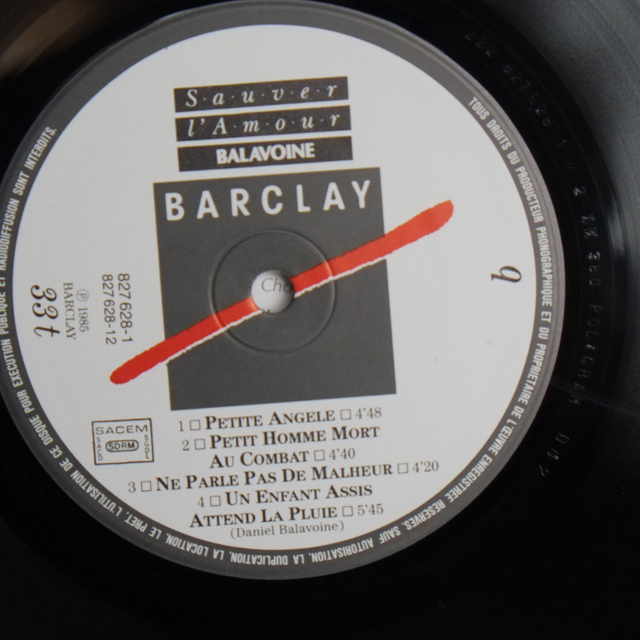 S·a·u·v·e·r
l'A·m·o·u·r
BALAVOINE
BARCLAY
Cho
827 628-1
827 628-12
℗ 1985
BARCLAY
33t
SACEM
SDRM
1 □ PETITE ANGELE □ 4'48
2 □ PETIT HOMME MORT
AU COMBAT □ 4'40
3 □ NE PARLE PAS DE MALHEUR □ 4'20
4 □ UN ENFANT ASSIS
ATTEND LA PLUIE □ 5'45
(Daniel Balavoine)
TOUS DROITS DU PRODUCTEUR PHONOGRAPHIQUE ET DU PROPRIETAIRE DE L'ŒUVRE ENREGISTREE RESERVES. SAUF AUTORISATION, LA DUPLICATION, LA LOCATION, LE PRET, L'UTILISATION DE CE DISQUE POUR EXECUTION PUBLIQUE ET RADIODIFFUSION SONT INTERDITS.